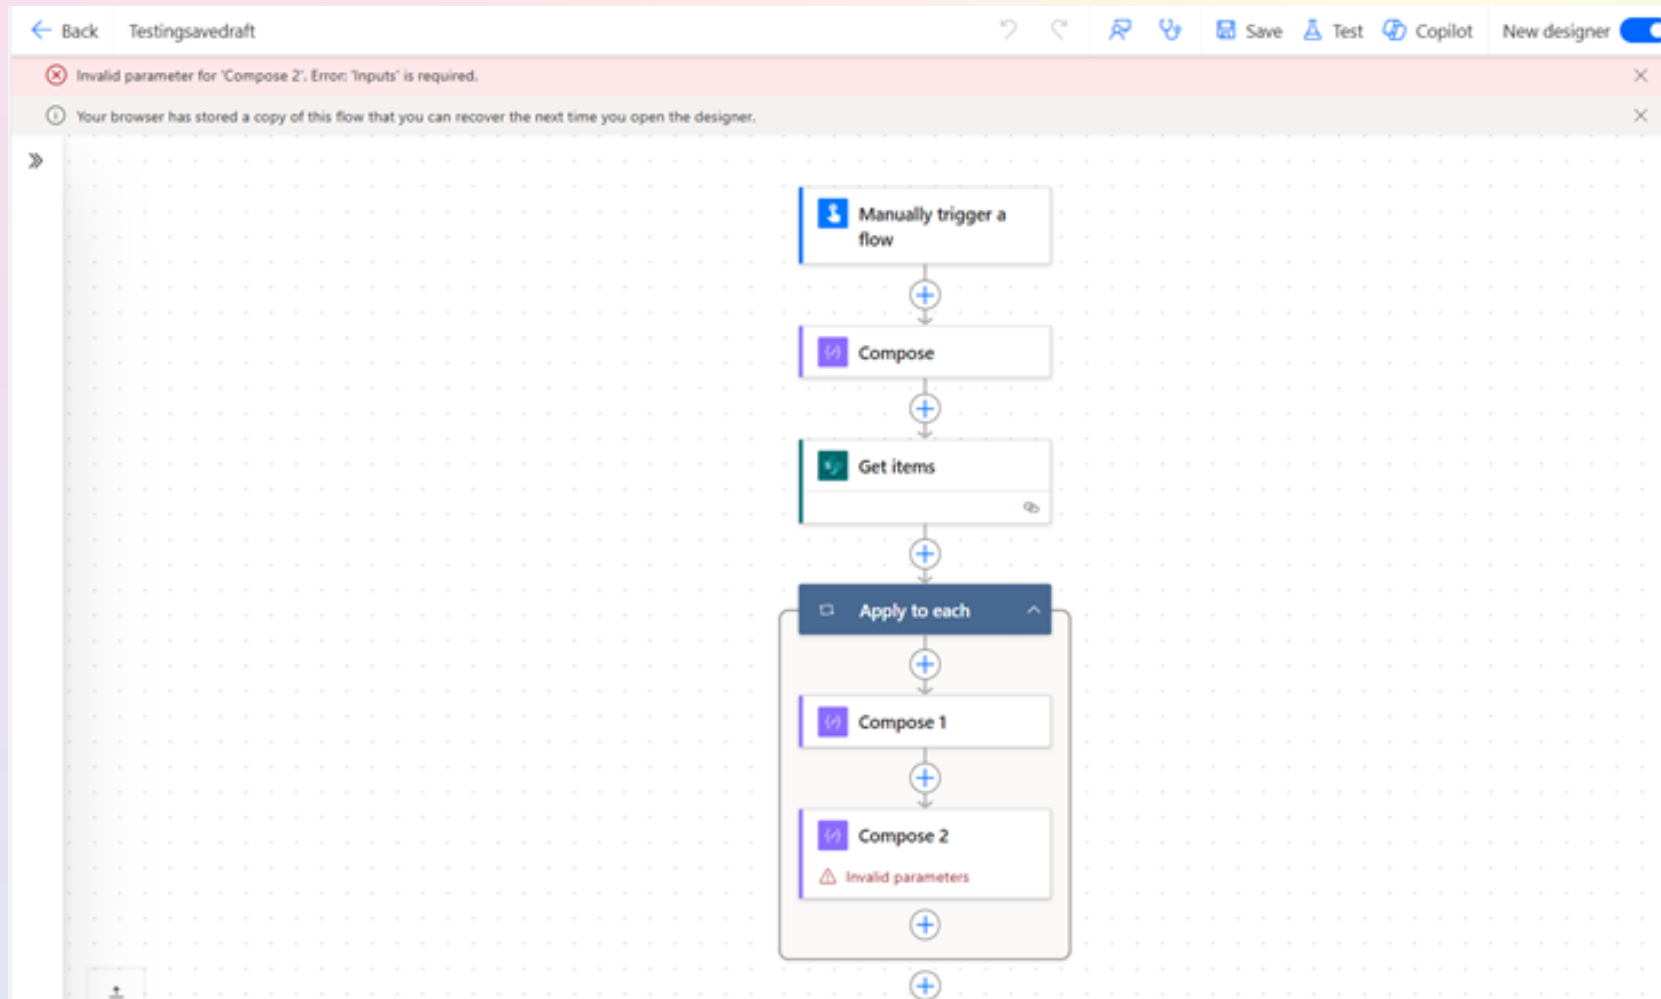 Back Testingsavedraft Save Test Copilot New designer
Invalid parameter for 'Compose 2'. Error: 'Inputs' is required.
Your browser has stored a copy of this flow that you can recover the next time you open the designer.
Manually trigger a
flow
Compose
Get items
Apply to each
Compose 1
Compose 2
Invalid parameters